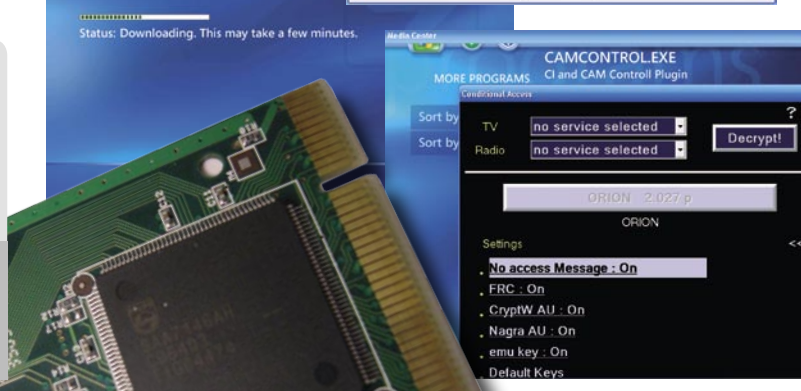 Status: Downloading. This may take a few minutes.
Media Center
CAMCONTROL.EXE
MORE PROGRAMS
CI and CAM Controll Plugin
Conditional Access
Sort by
Sort by
?
TV
no service selected
Decrypt!
Radio
no service selected
ORION 2.027 p
ORION
Settings
<<
No access Message : On
FRC : On
CryptW AU : On
Nagra AU : On
emu key : On
Default Keys
R14